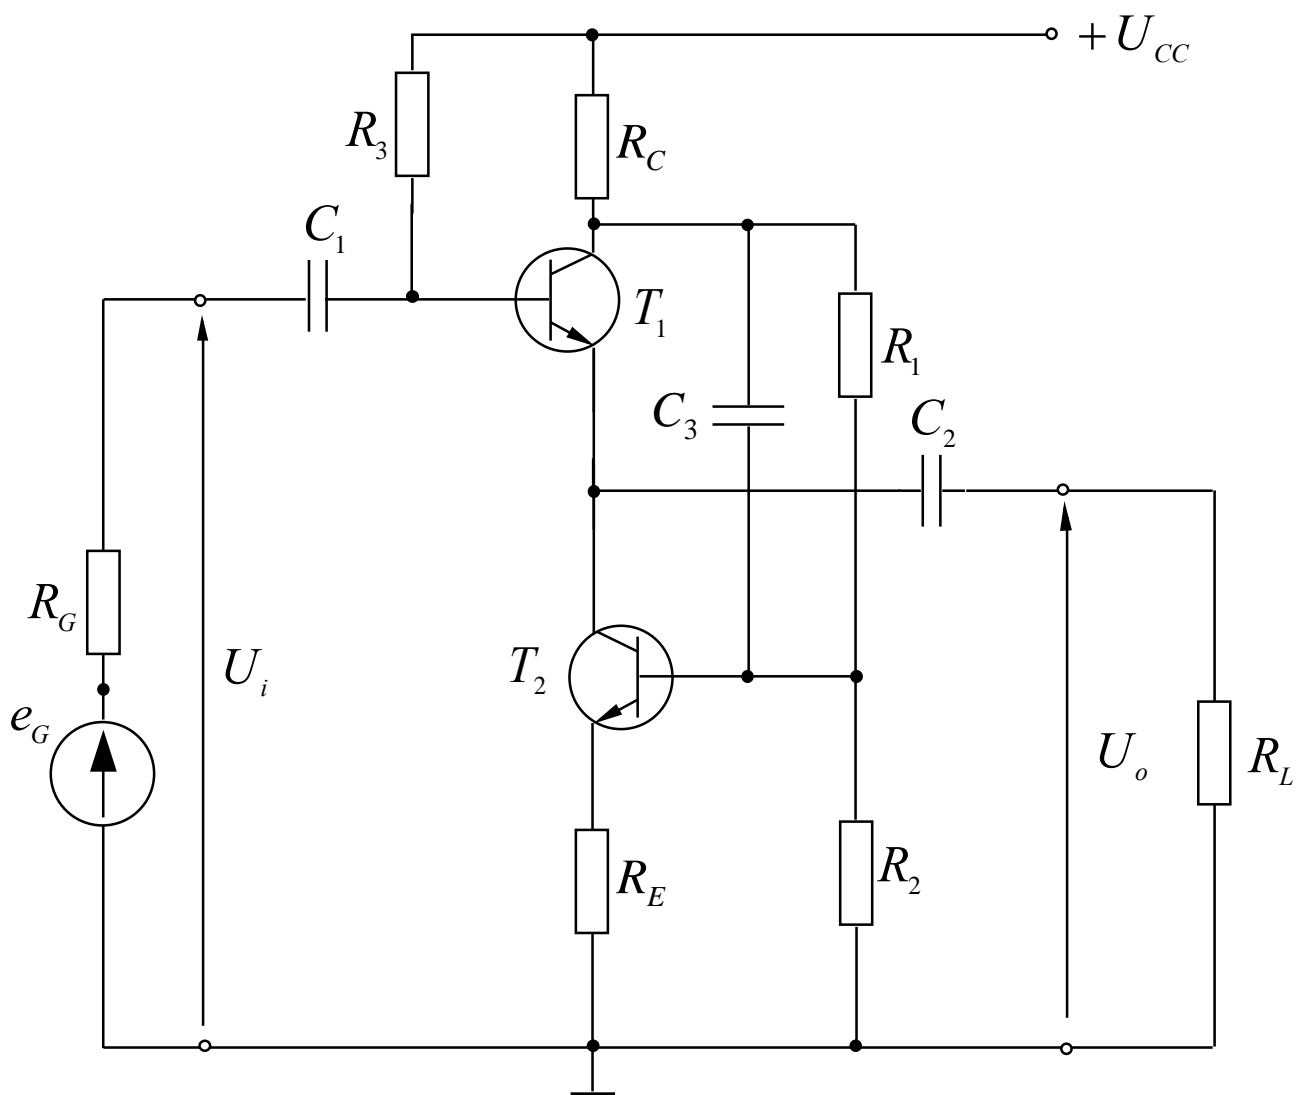 +U_CC
R_3
R_C
C_1
T_1
R_1
C_3
C_2
R_G
T_2
U_i
e_G
U_o
R_L
R_E
R_2